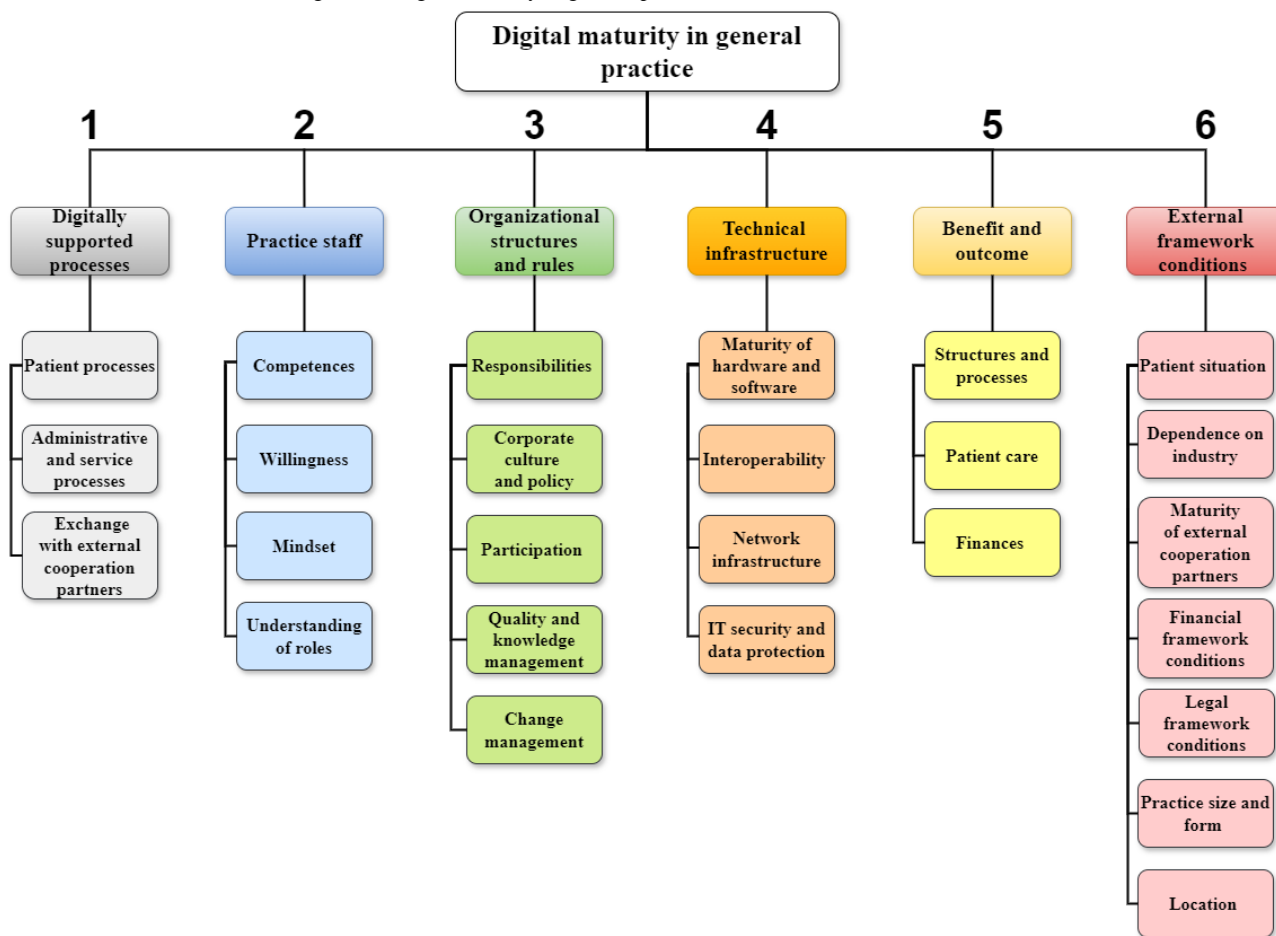 Digital maturity in general
practice
1
2
3
4
5
6
Digitally
supported
processes
Practice staff
Organizational
structures
and rules
Technical
infrastructure
Benefit and
outcome
External
framework
conditions
Patient processes
Administrative
and service
processes
Exchange
with external
cooperation
partners
Competences
Willingness
Mindset
Understanding
of roles
Responsibilities
Corporate
culture
and policy
Participation
Quality and
knowledge
management
Change
management
Maturity of
hardware and
software
Interoperability
Network
infrastructure
IT security and
data protection
Structures and
processes
Patient care
Finances
Patient situation
Dependence on
industry
Maturity
of external
cooperation
partners
Financial
framework
conditions
Legal
framework
conditions
Practice size and
form
Location